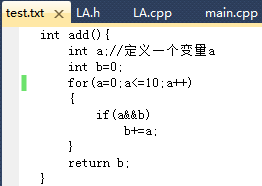 test.txt LA.h LA.cpp main.cpp
int add(){
int a;//定义一个变量a
int b=0;
for(a=0;a<=10;a++)
{
if(a&&b)
b+=a;
}
return b;
}